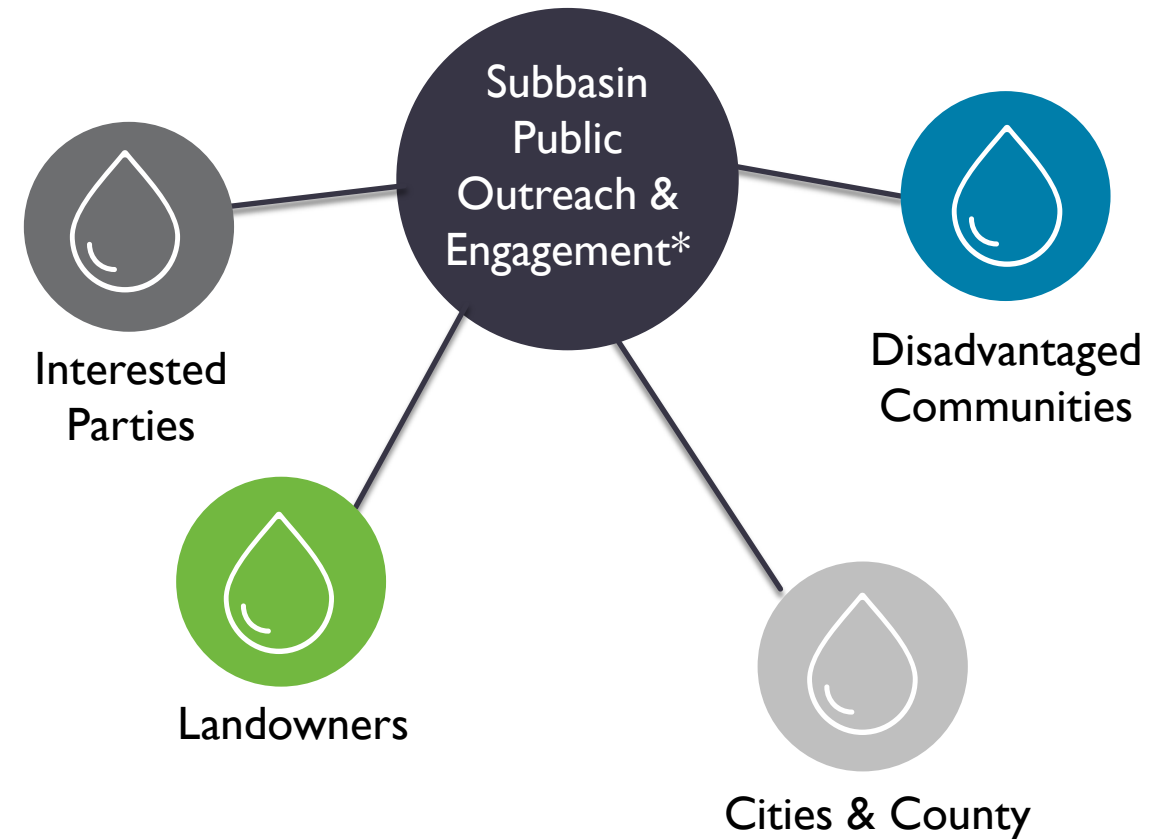 Subbasin
Public
Outreach &
Engagement*
Interested
Parties
Disadvantaged
Communities
Landowners
Cities & County